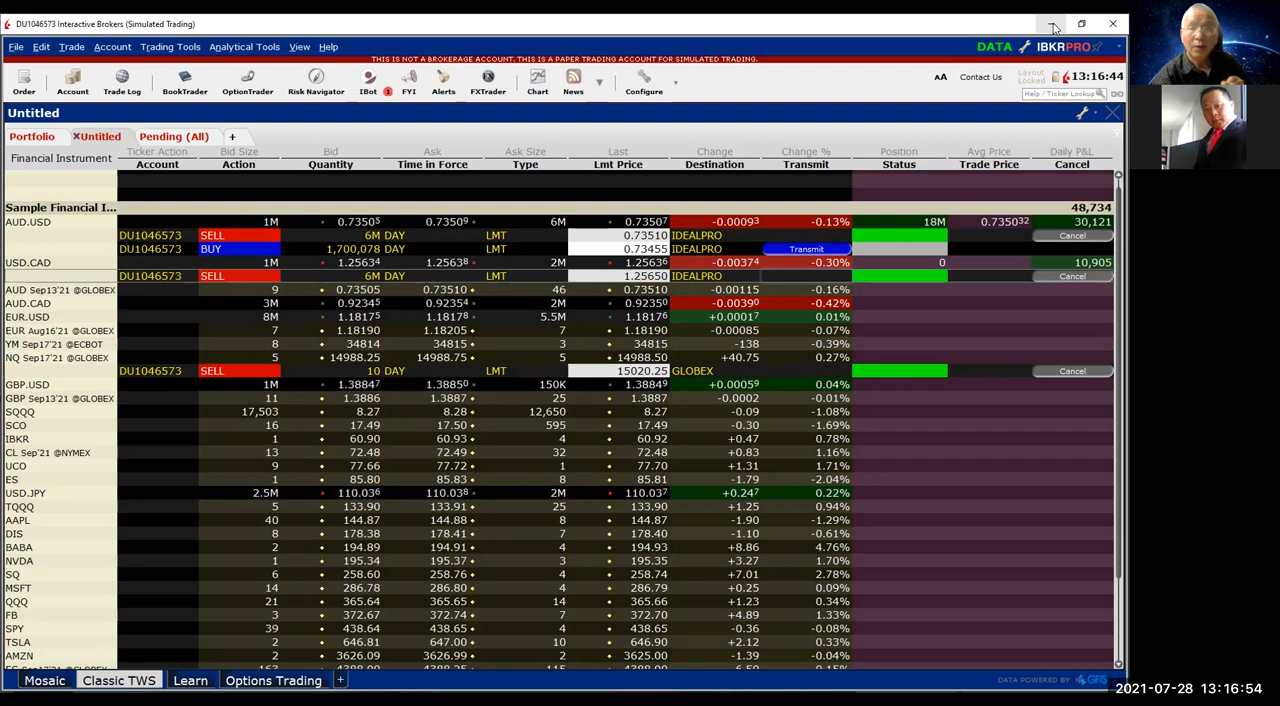 DU1046573 Interactive Brokers (Simulated Trading)
File Edit Trade Account Trading Tools Analytical Tools View Help DATA IBKRPRO
THIS IS NOT A BROKERAGE ACCOUNT. THIS IS A PAPER TRADING ACCOUNT FOR SIMULATED TRADING.
Order Account Trade Log BookTrader OptionTrader Risk Navigator IBot 1 FYI Alerts FXTrader Chart News Configure AA Contact Us Layout Locked 13:16:44
Help / Ticker Lookup
Untitled
Portfolio Untitled Pending (All) +
Financial Instrument Ticker Action Bid Size Bid Ask Ask Size Last Change Change % Position Avg Price Daily P&L
Account Action Quantity Time in Force Type Lmt Price Destination Transmit Status Trade Price Cancel
Sample Financial I... 48,734
AUD.USD 1M 0.73505 0.73509 6M 0.73507 -0.00093 -0.13% 18M 0.73532 30,121
DU1046573 SELL 6M DAY LMT 0.73510 IDEALPRO Cancel
DU1046573 BUY 1,700,078 DAY LMT 0.73455 IDEALPRO Transmit
USD.CAD 1M 1.25634 1.25638 2M 1.25636 -0.00374 -0.30% 0 10,905
DU1046573 SELL 6M DAY LMT 1.25650 IDEALPRO Cancel
AUD Sep13'21 @GLOBEX 9 0.73505 0.73510 46 0.73510 -0.00115 -0.16%
AUD.CAD 3M 0.92345 0.92354 2M 0.92350 -0.00390 -0.42%
EUR.USD 8M 1.18175 1.18178 5.5M 1.18176 +0.00017 0.01%
EUR Aug16'21 @GLOBEX 7 1.18190 1.18205 7 1.18190 -0.00085 -0.07%
YM Sep17'21 @ECBOT 8 34814 34815 3 34815 -138 -0.39%
NQ Sep17'21 @GLOBEX 5 14988.25 14988.75 5 14988.50 +40.75 0.27%
DU1046573 SELL 10 DAY LMT 15020.25 GLOBEX Cancel
GBP.USD 1M 1.38847 1.38850 150K 1.38849 +0.00059 0.04%
GBP Sep13'21 @GLOBEX 11 1.3886 1.3887 25 1.3887 -0.0002 -0.01%
SQQQ 17,503 8.27 8.28 12,650 8.27 -0.09 -1.08%
SCO 16 17.49 17.50 595 17.49 -0.30 -1.69%
IBKR 1 60.90 60.93 4 60.92 +0.47 0.78%
CL Sep'21 @NYMEX 13 72.48 72.49 32 72.48 +0.83 1.16%
UCO 9 77.66 77.72 1 77.70 +1.31 1.71%
ES 1 85.80 85.83 8 85.81 -1.79 -2.04%
USD.JPY 2.5M 110.036 110.038 2M 110.037 +0.247 0.22%
TQQQ 5 133.90 133.91 25 133.90 +1.25 0.94%
AAPL 40 144.87 144.88 8 144.87 -1.90 -1.29%
DIS 8 178.38 178.41 7 178.40 -1.10 -0.61%
BABA 2 194.89 194.91 4 194.93 +8.86 4.76%
NVDA 1 195.34 195.37 3 195.35 +3.27 1.70%
SQ 6 258.60 258.76 4 258.74 +7.01 2.78%
MSFT 14 286.78 286.80 4 286.79 +0.25 0.09%
QQQ 21 365.64 365.65 14 365.66 +1.23 0.34%
FB 3 372.67 372.74 7 372.70 +4.89 1.33%
SPY 39 438.64 438.65 4 438.65 -0.36 -0.08%
TSLA 2 646.81 647.00 10 646.90 +2.12 0.33%
AMZN 2 3626.09 3626.99 2 3625.00 -1.39 -0.04%
Mosaic Classic TWS Learn Options Trading + DATA POWERED BY GFIS
2021-07-28 13:16:54